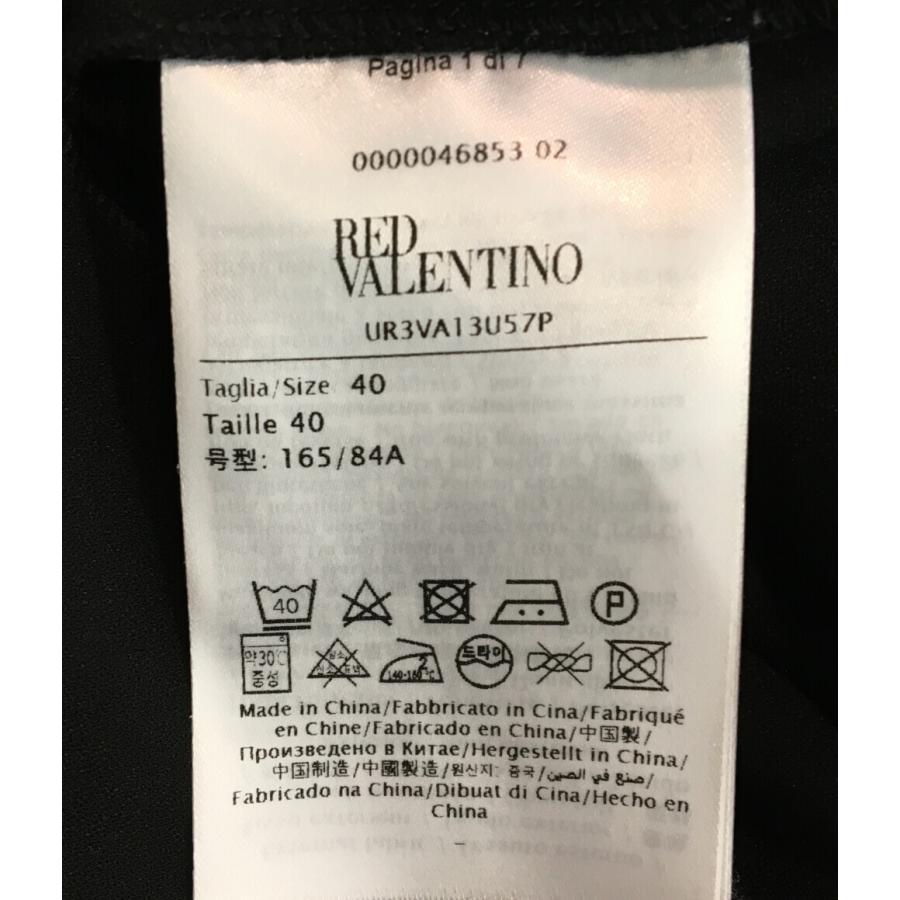 Pagina 1 di 7
0000046853 02
RED
VALENTINO
UR3VA13U57P
Taglia/Size 40
Taille 40
号型: 165/84A
40 P
약30℃ 중성 2 140-160℃ 드라이
Made in China/Fabbricato in Cina/Fabriqué
en Chine/Fabricado en China/中国製/
Произведено в Китае/Hergestellt in China/
中国制造/中國製造/원산지: 중국/صنع في الصين/
Fabricado na China/Dibuat di Cina/Hecho en
China
-